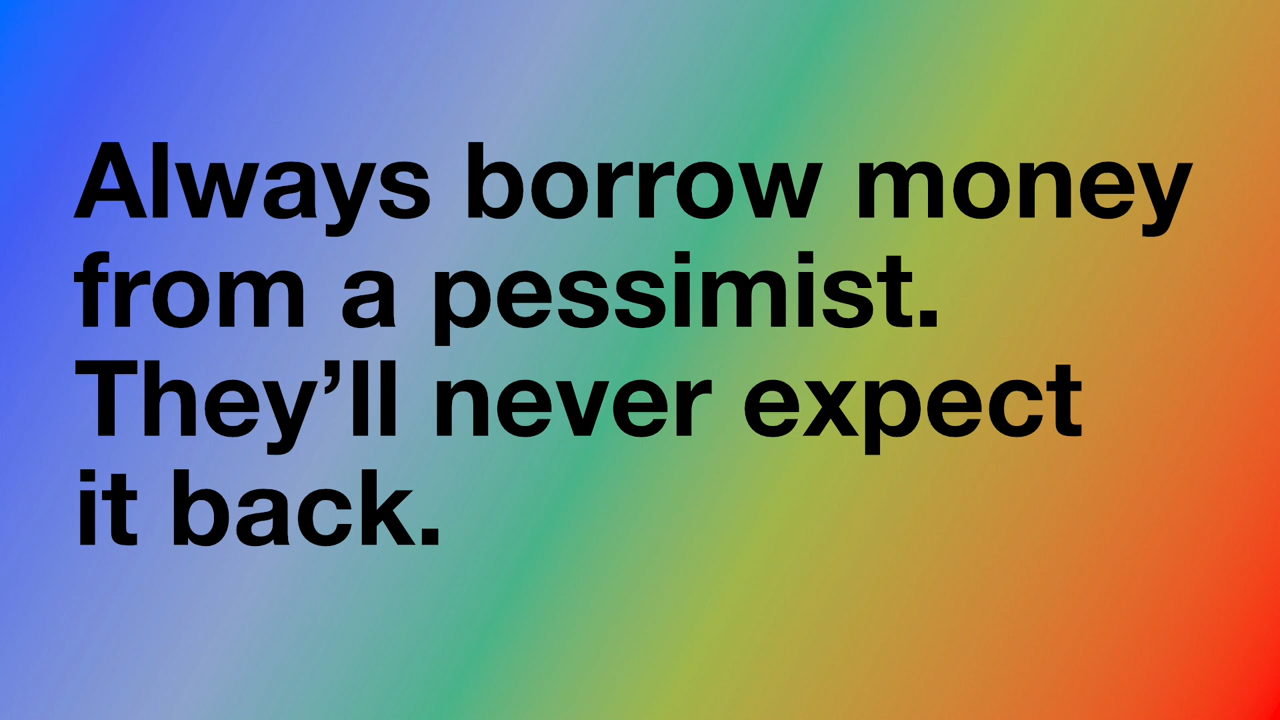 Always borrow money
from a pessimist.
They’ll never expect
it back.